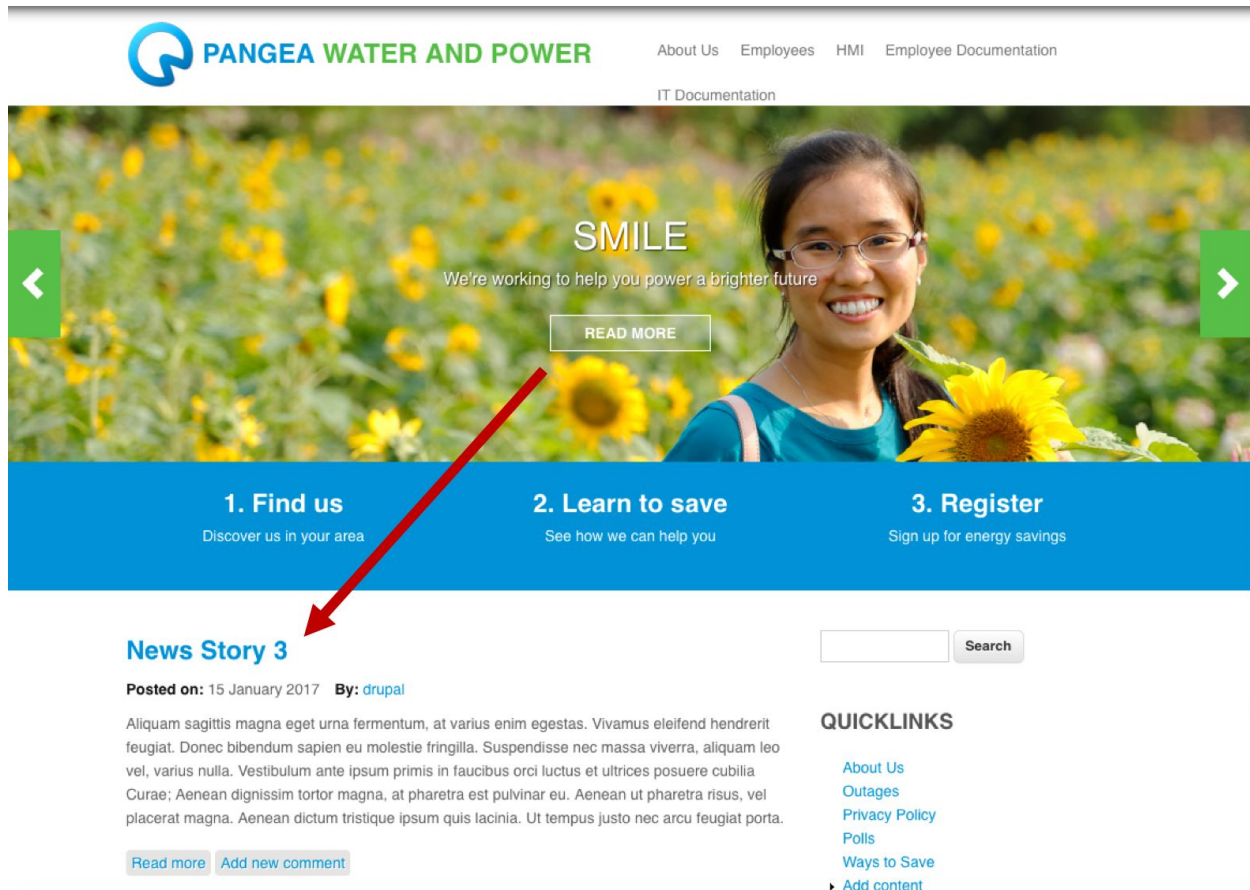 PANGEA WATER AND POWER
About Us Employees HMI Employee Documentation
IT Documentation
SMILE
We're working to help you power a brighter future
READ MORE
1. Find us
Discover us in your area
2. Learn to save
See how we can help you
3. Register
Sign up for energy savings
News Story 3
Posted on: 15 January 2017 By: drupal
Aliquam sagittis magna eget urna fermentum, at varius enim egestas. Vivamus eleifend hendrerit
feugiat. Donec bibendum sapien eu molestie fringilla. Suspendisse nec massa viverra, aliquam leo
vel, varius nulla. Vestibulum ante ipsum primis in faucibus orci luctus et ultrices posuere cubilia
Curae; Aenean dignissim tortor magna, at pharetra est pulvinar eu. Aenean ut pharetra risus, vel
placerat magna. Aenean dictum tristique ipsum quis lacinia. Ut tempus justo nec arcu feugiat porta.
Read more Add new comment
Search
QUICKLINKS
About Us
Outages
Privacy Policy
Polls
Ways to Save
Add content